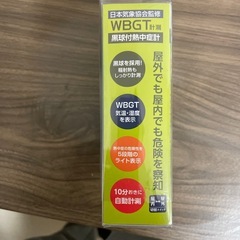 日本気象協会監修
WBGT計測
黒球付熱中症計
屋外でも屋内でも危険を察知
黒球を採用!
輻射熱も
しっかり計測
WBGT
気温・湿度
を表示
5段階の
ライト表示
10分おきに
自動計測